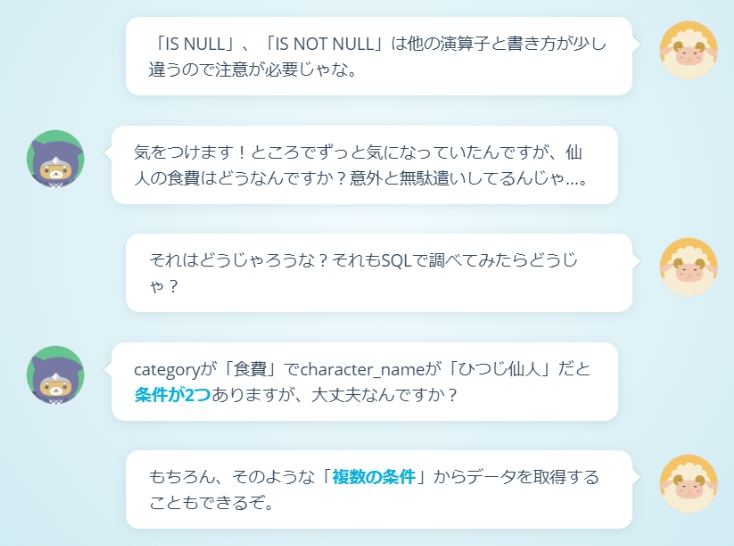 「IS NULL」、「IS NOT NULL」は他の演算子と書き方が少し
違うので注意が必要じゃな。
気をつけます！ところでずっと気になっていたんですが、仙
人の食費はどうなんですか？意外と無駄遣いしてるんじゃ…。
それはどうじゃろうな？それもSQLで調べてみたらどうじ
ゃ？
categoryが「食費」でcharacter_nameが「ひつじ仙人」だと
条件が2つありますが、大丈夫なんですか？
もちろん、そのような「複数の条件」からデータを取得する
こともできるぞ。